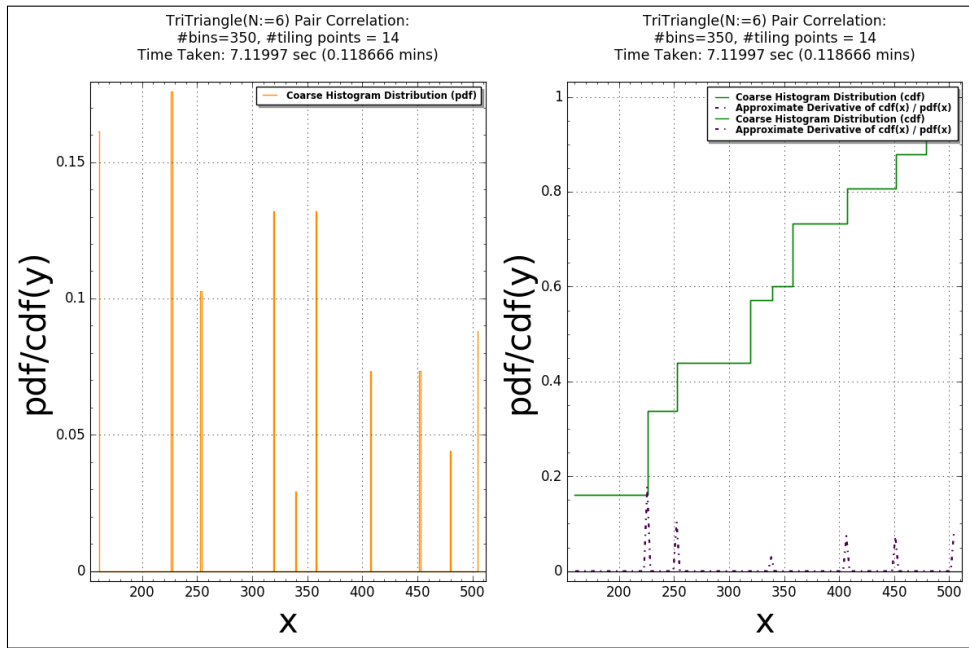 TriTriangle(N:=6) Pair Correlation:
#bins=350, #tiling points = 14
Time Taken: 7.11997 sec (0.118666 mins)
Coarse Histogram Distribution (pdf)
0.15
0.1
0.05
0
pdf/cdf(y)
150 200 250 300 350 400 450 500
x
TriTriangle(N:=6) Pair Correlation:
#bins=350, #tiling points = 14
Time Taken: 7.11997 sec (0.118666 mins)
Coarse Histogram Distribution (cdf)
Approximate Derivative of cdf(x) / pdf(x)
Coarse Histogram Distribution (cdf)
Approximate Derivative of cdf(x) / pdf(x)
1
0.8
0.6
0.4
0.2
0
pdf/cdf(y)
200 250 300 350 400 450 500
x